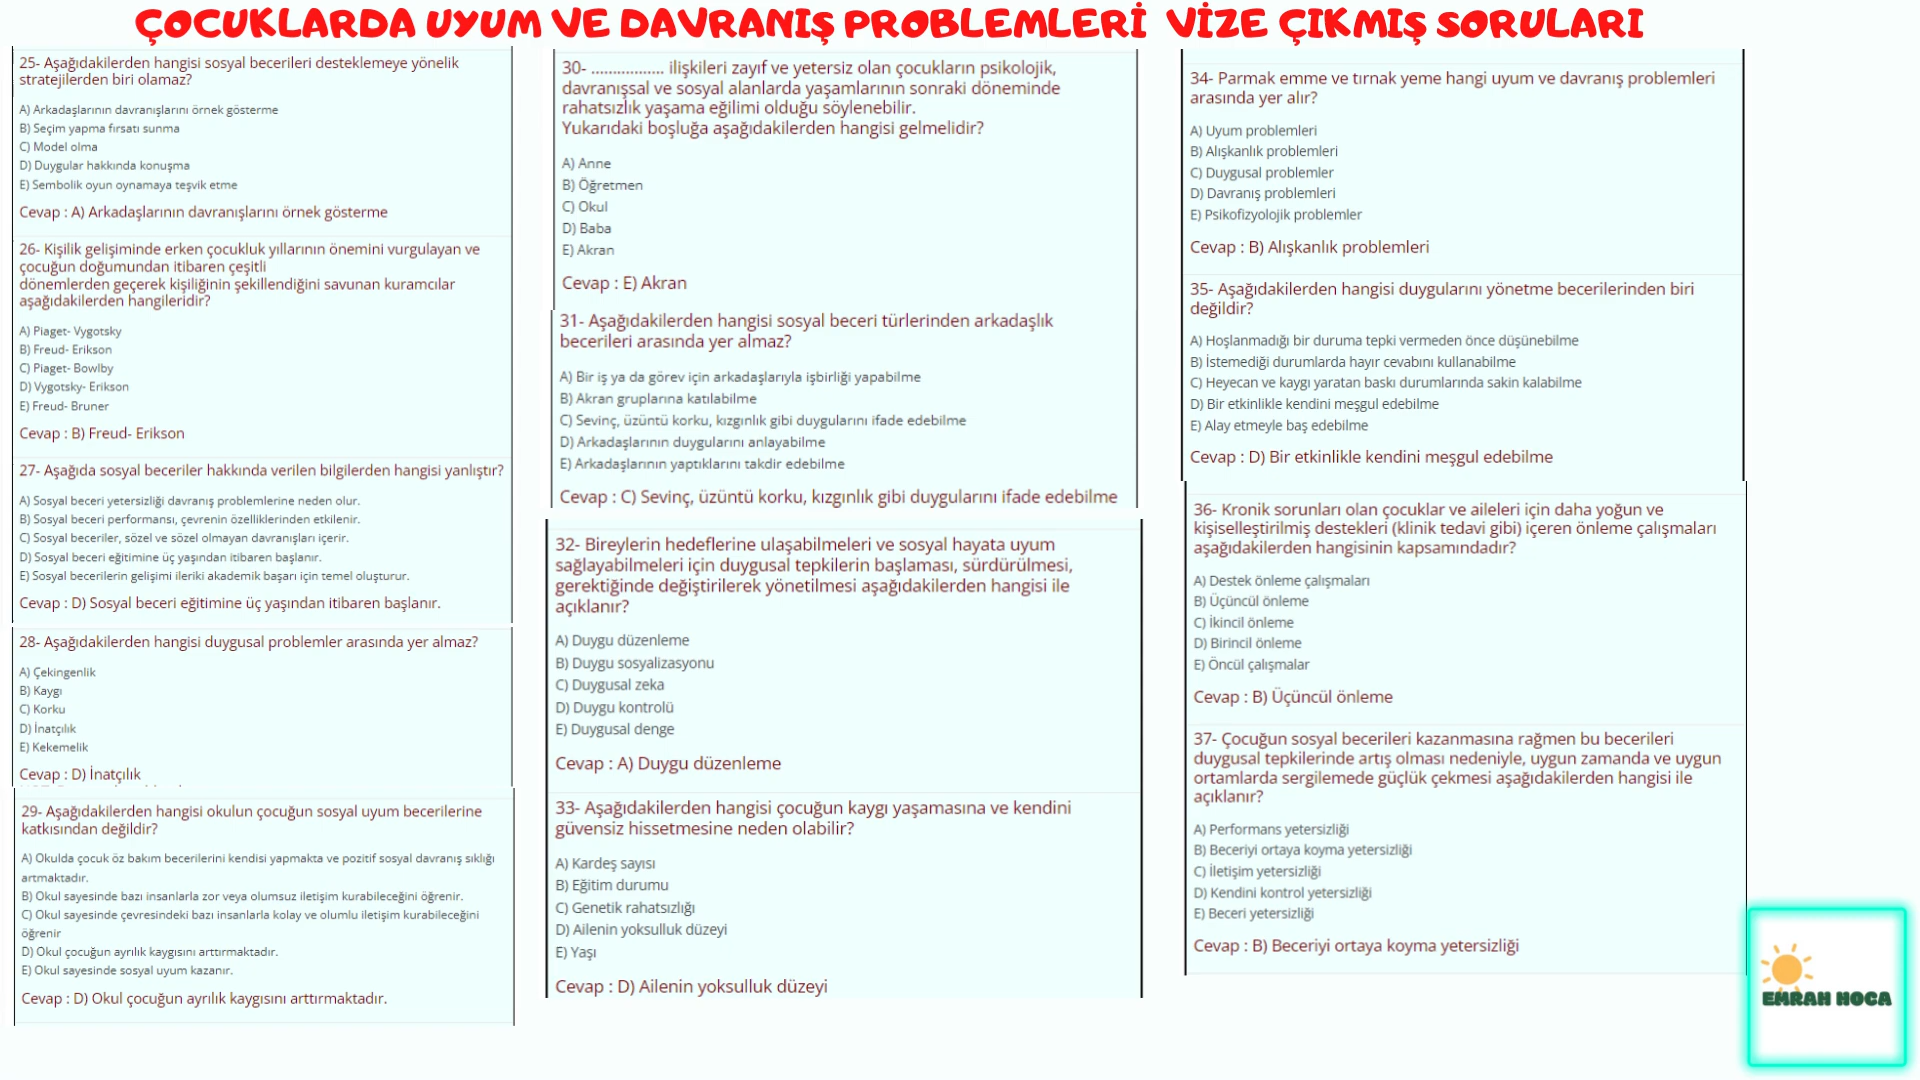 ÇOCUKLARDA UYUM VE DAVRANIŞ PROBLEMLERİ VİZE ÇIKMIŞ SORULARI
25- Aşağıdakilerden hangisi sosyal becerileri desteklemeye yönelik
stratejilerden biri olamaz?
A) Arkadaşlarının davranışlarını örnek gösterme
B) Seçim yapma fırsatı sunma
C) Model olma
D) Duygular hakkında konuşma
E) Sembolik oyun oynamaya teşvik etme
Cevap : A) Arkadaşlarının davranışlarını örnek gösterme
26- Kişilik gelişiminde erken çocukluk yıllarının önemini vurgulayan ve
çocuğun doğumundan itibaren çeşitli
dönemlerden geçerek kişiliğinin şekillendiğini savunan kuramcılar
aşağıdakilerden hangileridir?
A) Piaget- Vygotsky
B) Freud- Erikson
C) Piaget- Bowlby
D) Vygotsky- Erikson
E) Freud- Bruner
Cevap : B) Freud- Erikson
27- Aşağıda sosyal beceriler hakkında verilen bilgilerden hangisi yanlıştır?
A) Sosyal beceri yetersizliği davranış problemlerine neden olur.
B) Sosyal beceri performansı, çevrenin özelliklerinden etkilenir.
C) Sosyal beceriler, sözel ve sözel olmayan davranışları içerir.
D) Sosyal beceri eğitimine üç yaşından itibaren başlanır.
E) Sosyal becerilerin gelişimi ileriki akademik başarı için temel oluşturur.
Cevap : D) Sosyal beceri eğitimine üç yaşından itibaren başlanır.
28- Aşağıdakilerden hangisi duygusal problemler arasında yer almaz?
A) Çekingenlik
B) Kaygı
C) Korku
D) İnatçılık
E) Kekemelik
Cevap : D) İnatçılık
29- Aşağıdakilerden hangisi okulun çocuğun sosyal uyum becerilerine
katkısından değildir?
A) Okulda çocuk öz bakım becerilerini kendisi yapmakta ve pozitif sosyal davranış sıklığı
artmaktadır.
B) Okul sayesinde bazı insanlarla zor veya olumsuz iletişim kurabileceğini öğrenir.
C) Okul sayesinde çevresindeki bazı insanlarla kolay ve olumlu iletişim kurabileceğini
öğrenir
D) Okul çocuğun ayrılık kaygısını arttırmaktadır.
E) Okul sayesinde sosyal uyum kazanır.
Cevap : D) Okul çocuğun ayrılık kaygısını arttırmaktadır.
30- ................. ilişkileri zayıf ve yetersiz olan çocukların psikolojik,
davranışsal ve sosyal alanlarda yaşamlarının sonraki döneminde
rahatsızlık yaşama eğilimi olduğu söylenebilir.
Yukarıdaki boşluğa aşağıdakilerden hangisi gelmelidir?
A) Anne
B) Öğretmen
C) Okul
D) Baba
E) Akran
Cevap : E) Akran
31- Aşağıdakilerden hangisi sosyal beceri türlerinden arkadaşlık
becerileri arasında yer almaz?
A) Bir iş ya da görev için arkadaşlarıyla işbirliği yapabilme
B) Akran gruplarına katılabilme
C) Sevinç, üzüntü korku, kızgınlık gibi duygularını ifade edebilme
D) Arkadaşlarının duygularını anlayabilme
E) Arkadaşlarının yaptıklarını takdir edebilme
Cevap : C) Sevinç, üzüntü korku, kızgınlık gibi duygularını ifade edebilme
32- Bireylerin hedeflerine ulaşabilmeleri ve sosyal hayata uyum
sağlayabilmeleri için duygusal tepkilerin başlaması, sürdürülmesi,
gerektiğinde değiştirilerek yönetilmesi aşağıdakilerden hangisi ile
açıklanır?
A) Duygu düzenleme
B) Duygu sosyalizasyonu
C) Duygusal zeka
D) Duygu kontrolü
E) Duygusal denge
Cevap : A) Duygu düzenleme
33- Aşağıdakilerden hangisi çocuğun kaygı yaşamasına ve kendini
güvensiz hissetmesine neden olabilir?
A) Kardeş sayısı
B) Eğitim durumu
C) Genetik rahatsızlığı
D) Ailenin yoksulluk düzeyi
E) Yaşı
Cevap : D) Ailenin yoksulluk düzeyi
34- Parmak emme ve tırnak yeme hangi uyum ve davranış problemleri
arasında yer alır?
A) Uyum problemleri
B) Alışkanlık problemleri
C) Duygusal problemler
D) Davranış problemleri
E) Psikofizyolojik problemler
Cevap : B) Alışkanlık problemleri
35- Aşağıdakilerden hangisi duygularını yönetme becerilerinden biri
değildir?
A) Hoşlanmadığı bir duruma tepki vermeden önce düşünebilme
B) İstemediği durumlarda hayır cevabını kullanabilme
C) Heyecan ve kaygı yaratan baskı durumlarında sakin kalabilme
D) Bir etkinlikle kendini meşgul edebilme
E) Alay etmeyle baş edebilme
Cevap : D) Bir etkinlikle kendini meşgul edebilme
36- Kronik sorunları olan çocuklar ve aileleri için daha yoğun ve
kişiselleştirilmiş destekleri (klinik tedavi gibi) içeren önleme çalışmaları
aşağıdakilerden hangisinin kapsamındadır?
A) Destek önleme çalışmaları
B) Üçüncül önleme
C) İkincil önleme
D) Birincil önleme
E) Öncül çalışmalar
Cevap : B) Üçüncül önleme
37- Çocuğun sosyal becerileri kazanmasına rağmen bu becerileri
duygusal tepkilerinde artış olması nedeniyle, uygun zamanda ve uygun
ortamlarda sergilemede güçlük çekmesi aşağıdakilerden hangisi ile
açıklanır?
A) Performans yetersizliği
B) Beceriyi ortaya koyma yetersizliği
C) İletişim yetersizliği
D) Kendini kontrol yetersizliği
E) Beceri yetersizliği
Cevap : B) Beceriyi ortaya koyma yetersizliği
EMRAH HOCA